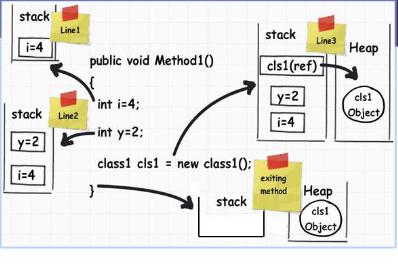 stack
Line1
i=4
public void Method1()
{
int i=4;
int y=2;
class1 cls1 = new class1();
}
stack
Line2
y=2
i=4
stack
Line3
Heap
cls1(ref)
y=2
i=4
cls1
Object
exiting
method
stack
Heap
cls1
Object